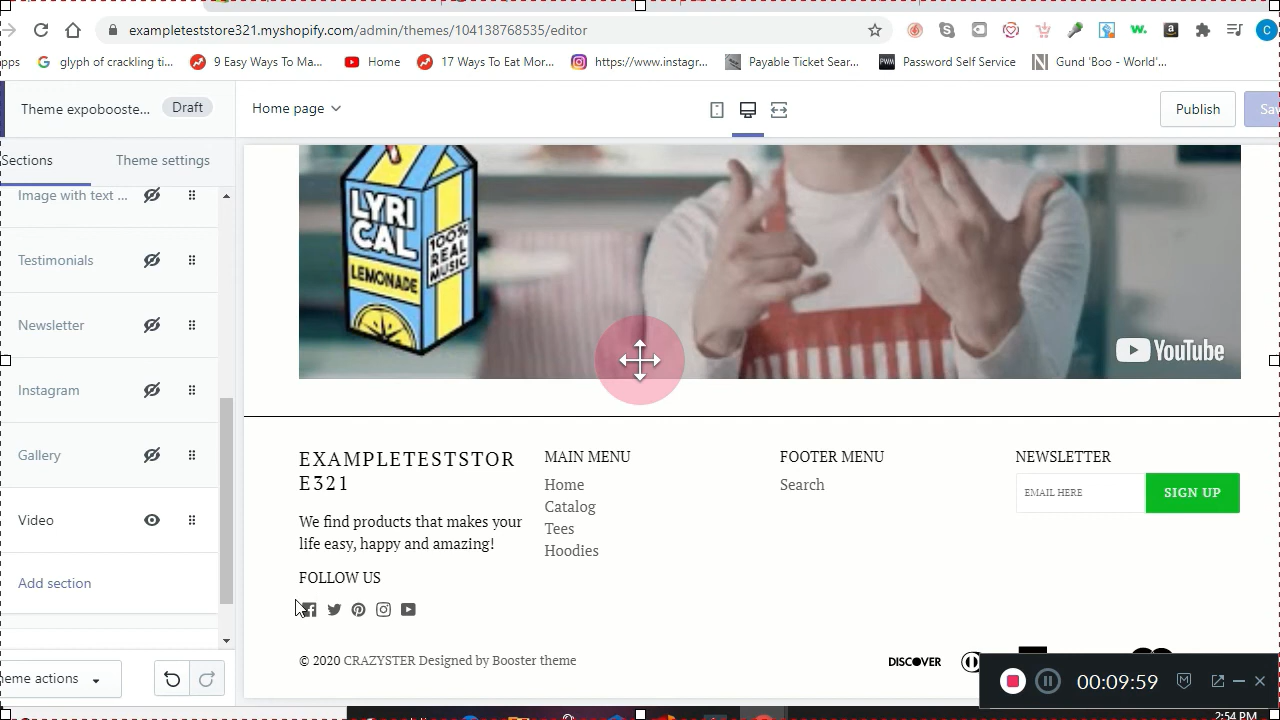 exampleteststore321.myshopify.com/admin/themes/104138768535/editor
apps
glyph of crackling ti...
9 Easy Ways To Ma...
Home
17 Ways To Eat Mor...
https://www.instagr...
Payable Ticket Sear...
Password Self Service
Gund 'Boo - World'...
Theme expobooste...
Draft
Home page
Publish
Sav
Sections
Theme settings
Image with text ...
Testimonials
Newsletter
Instagram
Gallery
Video
Add section
eme actions
LYRI
CAL
LEMONADE
100%
REAL
MUSIC
YouTube
EXAMPLETESTSTOR
E321
We find products that makes your
life easy, happy and amazing!
FOLLOW US
MAIN MENU
Home
Catalog
Tees
Hoodies
FOOTER MENU
Search
NEWSLETTER
EMAIL HERE
SIGN UP
© 2020 CRAZYSTER Designed by Booster theme
DISCOVER
00:09:59
2:54 PM